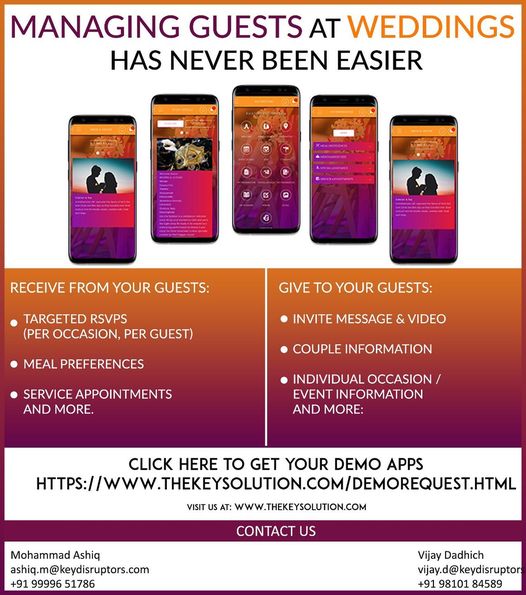 MANAGING GUESTS AT WEDDINGS
HAS NEVER BEEN EASIER
RECEIVE FROM YOUR GUESTS:
• TARGETED RSVPS
(PER OCCASION, PER GUEST)
• MEAL PREFERENCES
• SERVICE APPOINTMENTS
AND MORE.
GIVE TO YOUR GUESTS:
• INVITE MESSAGE & VIDEO
• COUPLE INFORMATION
• INDIVIDUAL OCCASION /
EVENT INFORMATION
AND MORE:
CLICK HERE TO GET YOUR DEMO APPS
HTTPS://WWW.THEKEYSOLUTION.COM/DEMOREQUEST.HTML
VISIT US AT: WWW.THEKEYSOLUTION.COM
CONTACT US
Mohammad Ashiq
ashiq.m@keydisruptors.com
+91 99996 51786
Vijay Dadhich
vijay.d@keydisruptors
+91 98101 84589